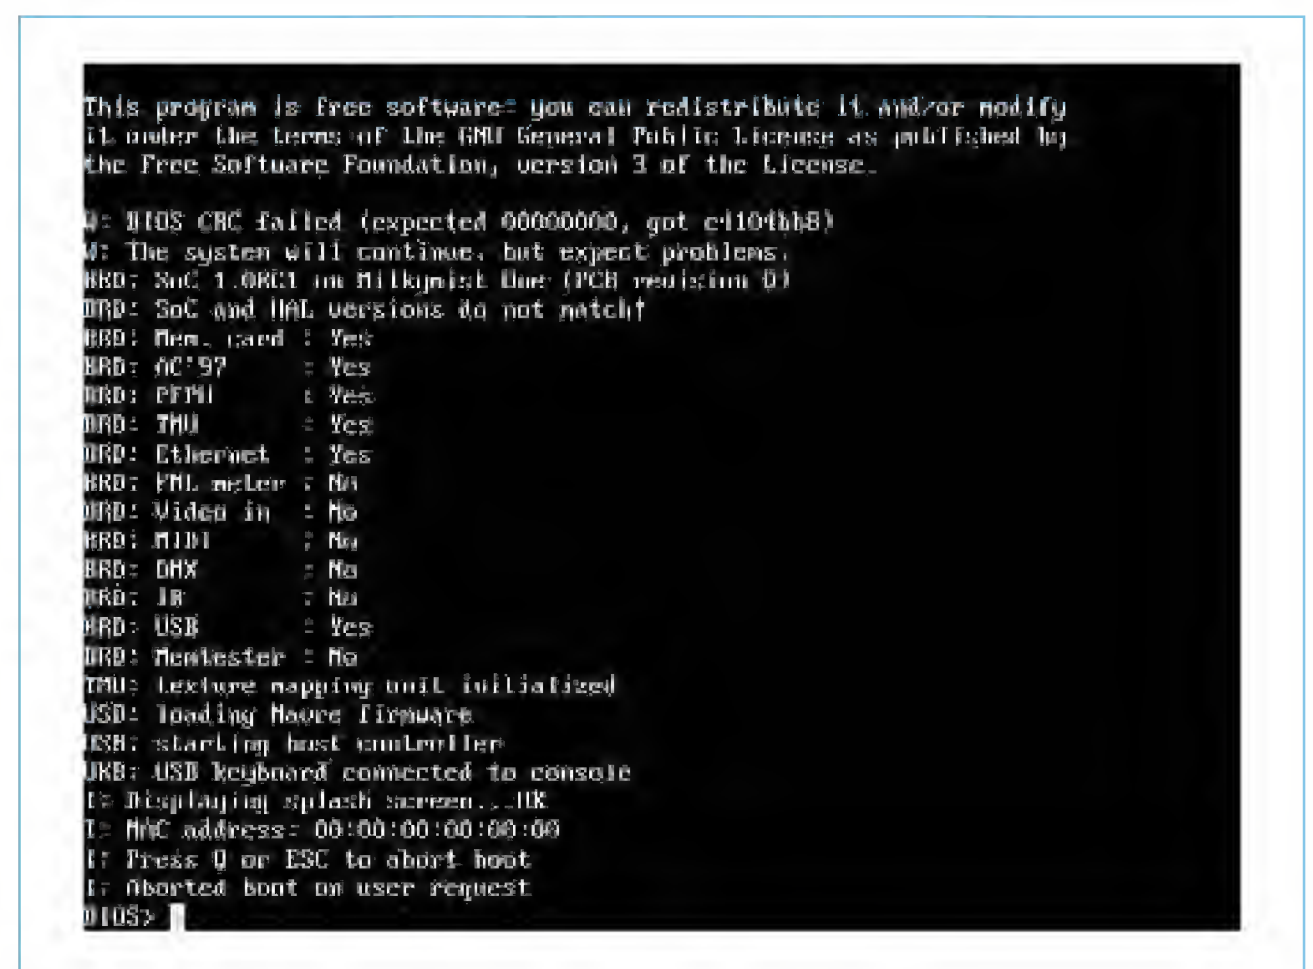 This program is free software: you can redistribute it and/or modify
it under the terms of the GNU General Public License as published by
the Free Software Foundation, version 3 of the License.
W: BIOS CRC failed (expected 00000000, got
W: The system will continue, but expect problems.
BRD: SoC 1.0RC1 on Milkymist One (PCB revision 0)
BRD: SoC and HAL versions do not match!
BRD: Mem. card : Yes
BRD: AC'97 : Yes
BRD: PFPU : Yes
BRD: TMU : Yes
BRD: Ethernet : Yes
BRD: FML meter : No
BRD: Video in : No
BRD: MIDI : No
BRD: DMX : No
BRD: IR : No
BRD: USB : Yes
BRD: Memtester : No
TMU: texture mapping unit initialized
USB: loading Navre firmware
USB: starting host controller
UKB: USB keyboard connected to console
I: Displaying splash screen...OK
I: MAC address: 00:00:00:00:00:00
I: Press Q or ESC to abort boot
I: Aborted boot on user request
BIOS>